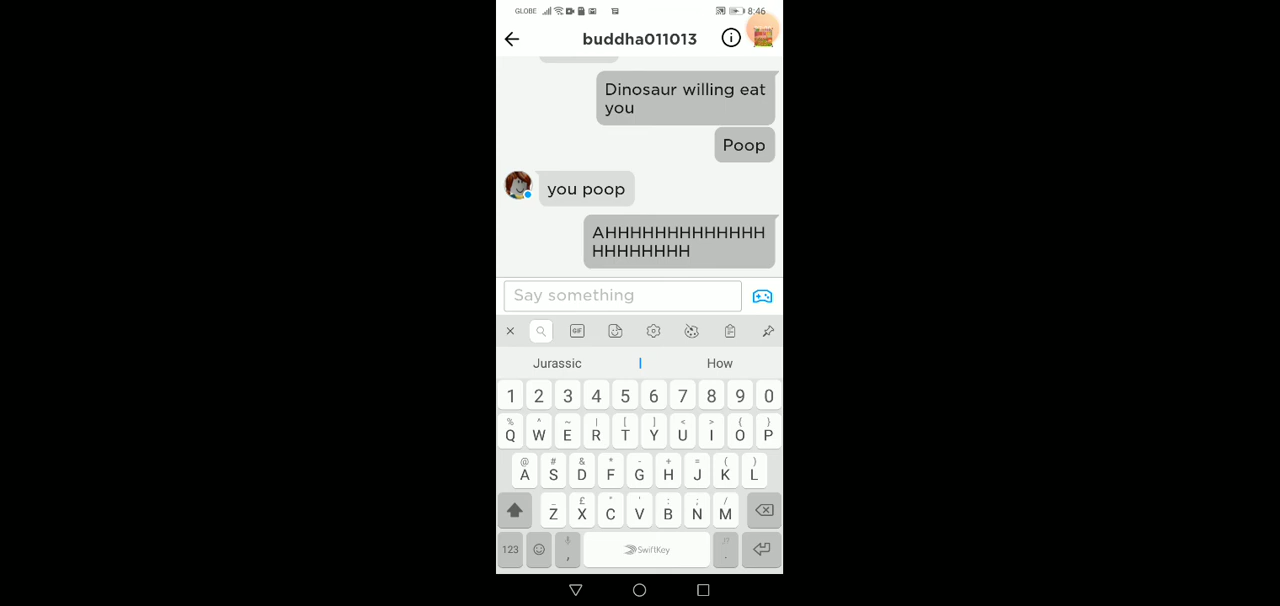 GLOBE 8:46
buddha011013
Dinosaur willing eat
you
Poop
you poop
AHHHHHHHHHHHHH
HHHHHHHH
Say something
GIF
Jurassic I How
1 2 3 4 5 6 7 8 9 0
% ^ ~ | [ ] < > { }
Q W E R T Y U I O P
@ # & * - + = ( )
A S D F G H J K L
_ £ " ' : ; /
Z X C V B N M
!?
123 , SwiftKey .